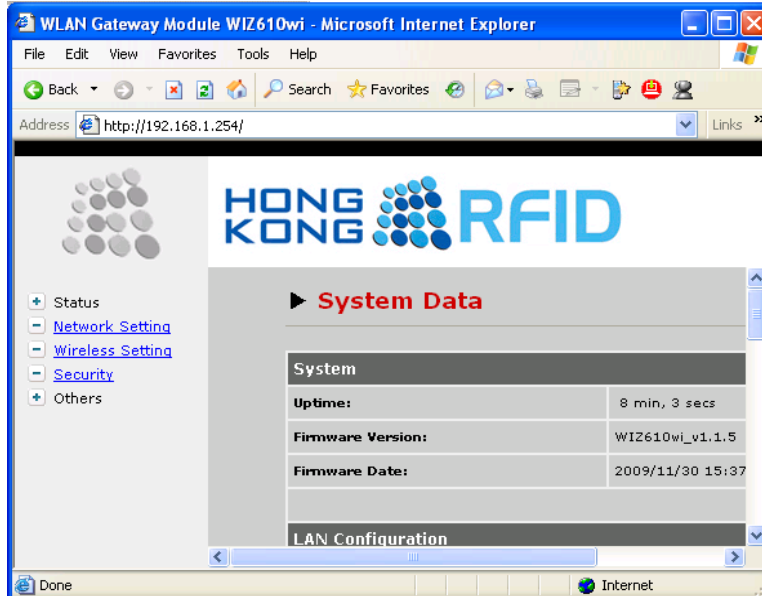 WLAN Gateway Module WIZ610wi - Microsoft Internet Explorer
File Edit View Favorites Tools Help
Back Search Favorites
Address http://192.168.1.254/ Links »
HONG KONG RFID
Status
Network Setting
Wireless Setting
Security
Others
System Data
System
Uptime: 8 min, 3 secs
Firmware Version: WIZ610wi_v1.1.5
Firmware Date: 2009/11/30 15:37
LAN Configuration
Done Internet